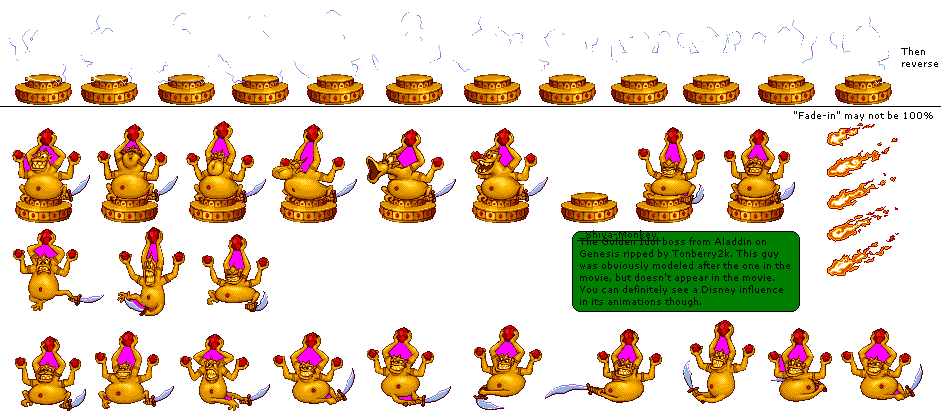 Then
reverse
"Fade-in" may not be 100%
Shiva-Monkey
The Golden Idol boss from Aladdin on
Genesis ripped by Tonberry2k. This guy
was obviously modeled after the one in the
movie, but doesn't appear in the movie.
You can definitely see a Disney influence
in its animations though.